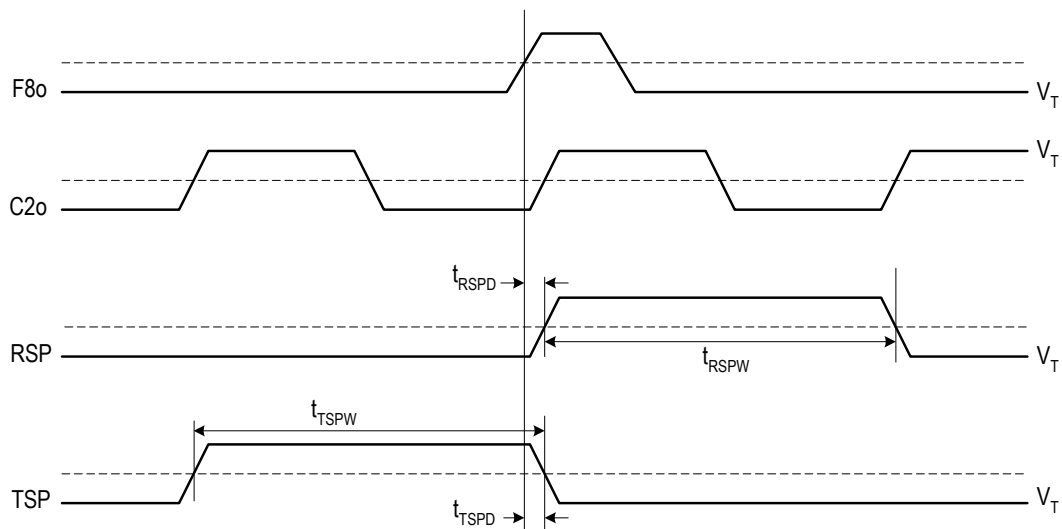 F8o
V_T
C2o
V_T
t_RSPD
RSP
t_RSPW
V_T
t_TSPW
TSP
t_TSPD
V_T